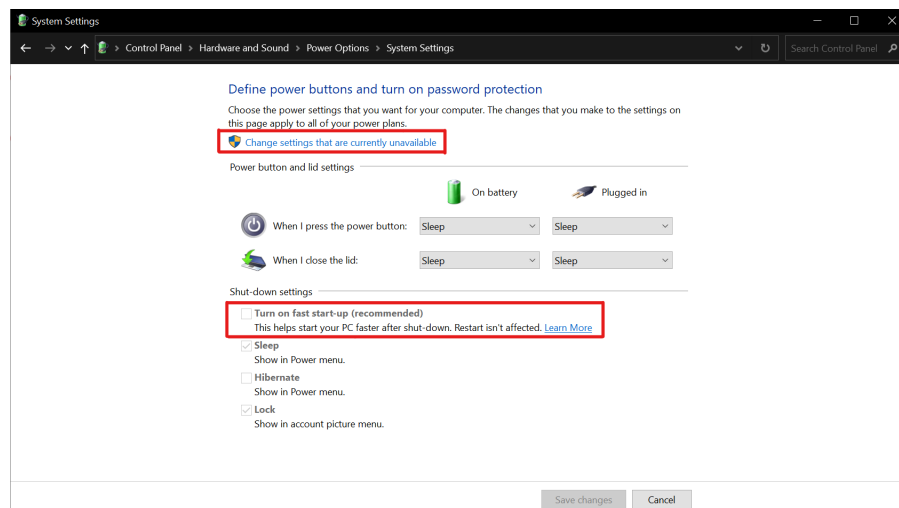 System Settings
Control Panel > Hardware and Sound > Power Options > System Settings
Search Control Panel
Define power buttons and turn on password protection
Choose the power settings that you want for your computer. The changes that you make to the settings on
this page apply to all of your power plans.
Change settings that are currently unavailable
Power button and lid settings
On battery
Plugged in
When I press the power button:
Sleep
Sleep
When I close the lid:
Sleep
Sleep
Shut-down settings
Turn on fast start-up (recommended)
This helps start your PC faster after shut-down. Restart isn't affected. Learn More
Sleep
Show in Power menu.
Hibernate
Show in Power menu.
Lock
Show in account picture menu.
Save changes
Cancel